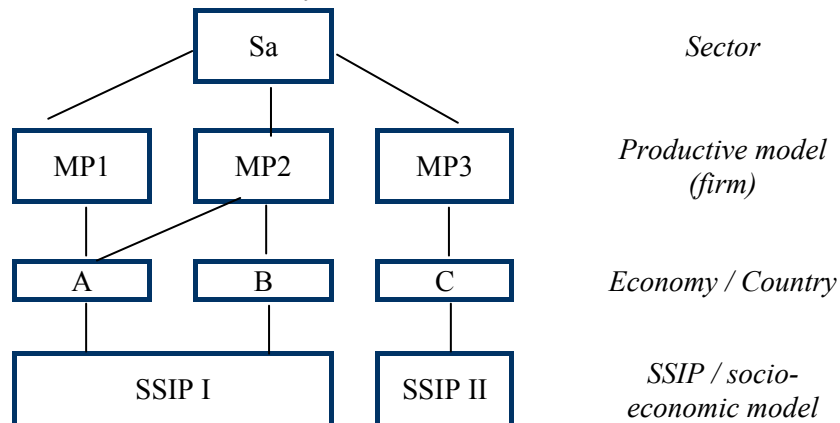 Sa
Sector
MP1
MP2
MP3
Productive model
(firm)
A
B
C
Economy / Country
SSIP I
SSIP II
SSIP / socio-
economic model